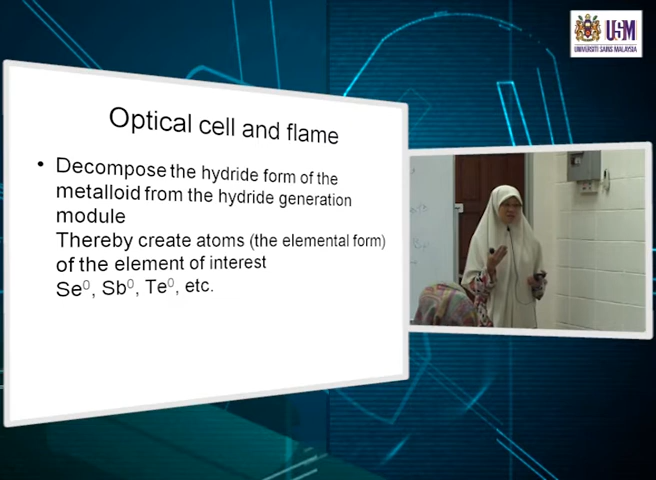 USM
UNIVERSITI SAINS MALAYSIA
Optical cell and flame
• Decompose the hydride form of the
metalloid from the hydride generation
module
Thereby create atoms (the elemental form)
of the element of interest
Se⁰, Sb⁰, Te⁰, etc.